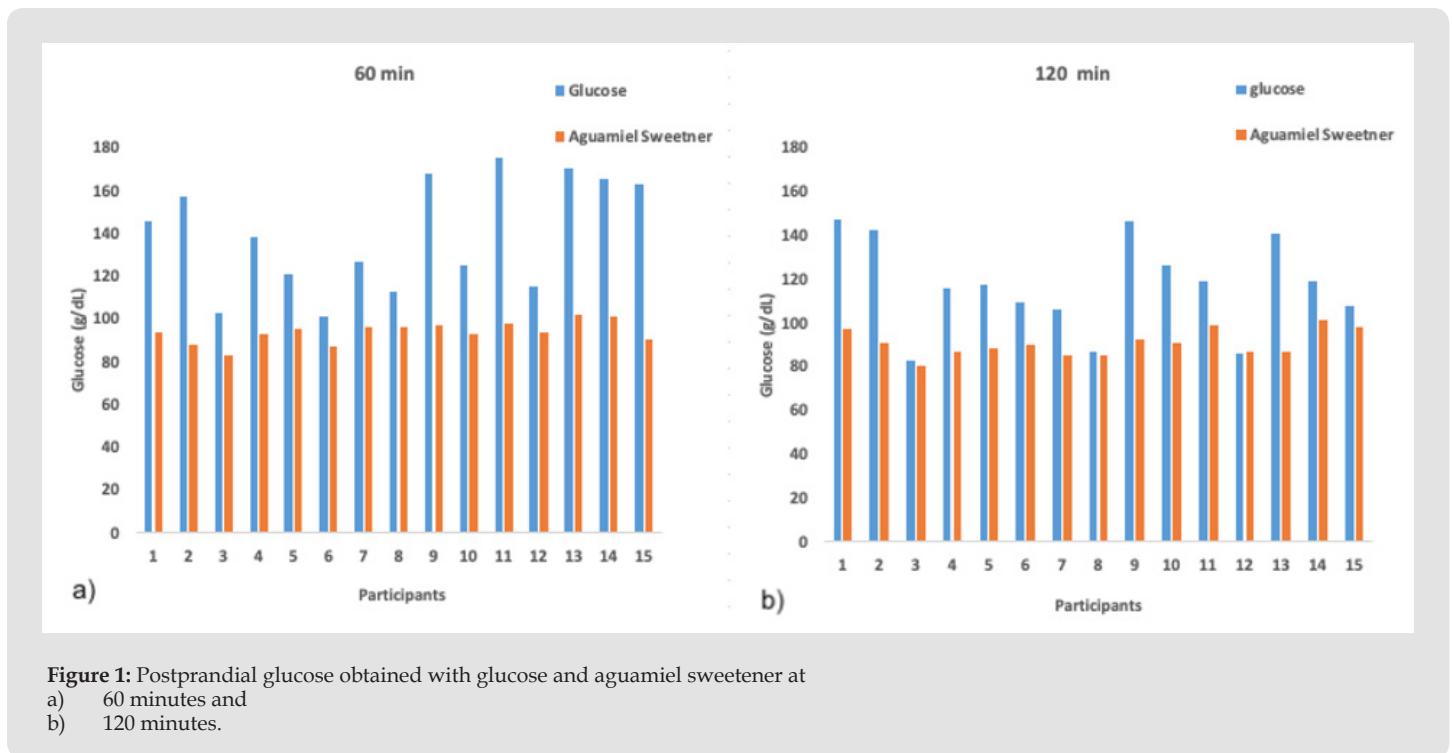 60 min
Glucose
Aguamiel Sweetner
180
160
140
120
100
80
60
40
20
0
Glucose (g/dL)
1 2 3 4 5 6 7 8 9 10 11 12 13 14 15
Participants
a)
120 min
glucose
Aguamiel Sweetner
180
160
140
120
100
80
60
40
20
0
Glucose (g/dL)
1 2 3 4 5 6 7 8 9 10 11 12 13 14 15
Participants
b)
Figure 1: Postprandial glucose obtained with glucose and aguamiel sweetener at
a) 60 minutes and
b) 120 minutes.